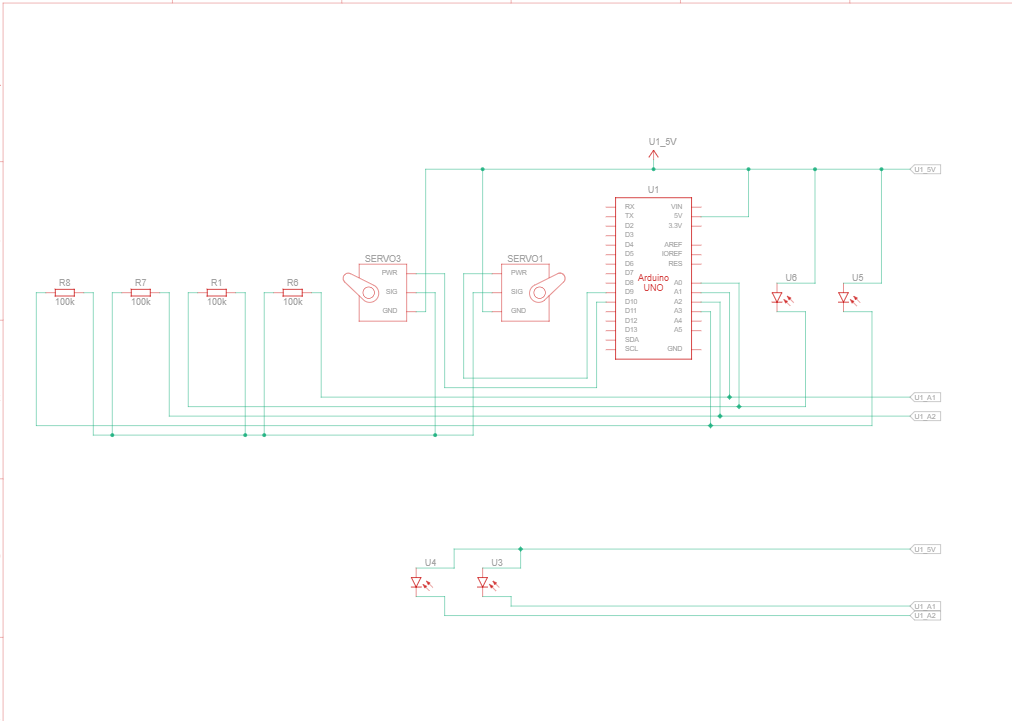 U1_5V
U1_5V
U1
RX VIN
TX 5V
D2 3.3V
D3
D4 AREF
D5 IOREF
D6 RES
D7
D8 A0
D9 A1
D10 A2
D11 A3
D12 A4
D13 A5
SDA
SCL GND
Arduino
UNO
SERVO3
PWR
SIG
GND
SERVO1
PWR
SIG
GND
R8
100k
R7
100k
R1
100k
R6
100k
U6
U5
U1_A1
U1_A2
U1_5V
U4
U3
U1_A1
U1_A2